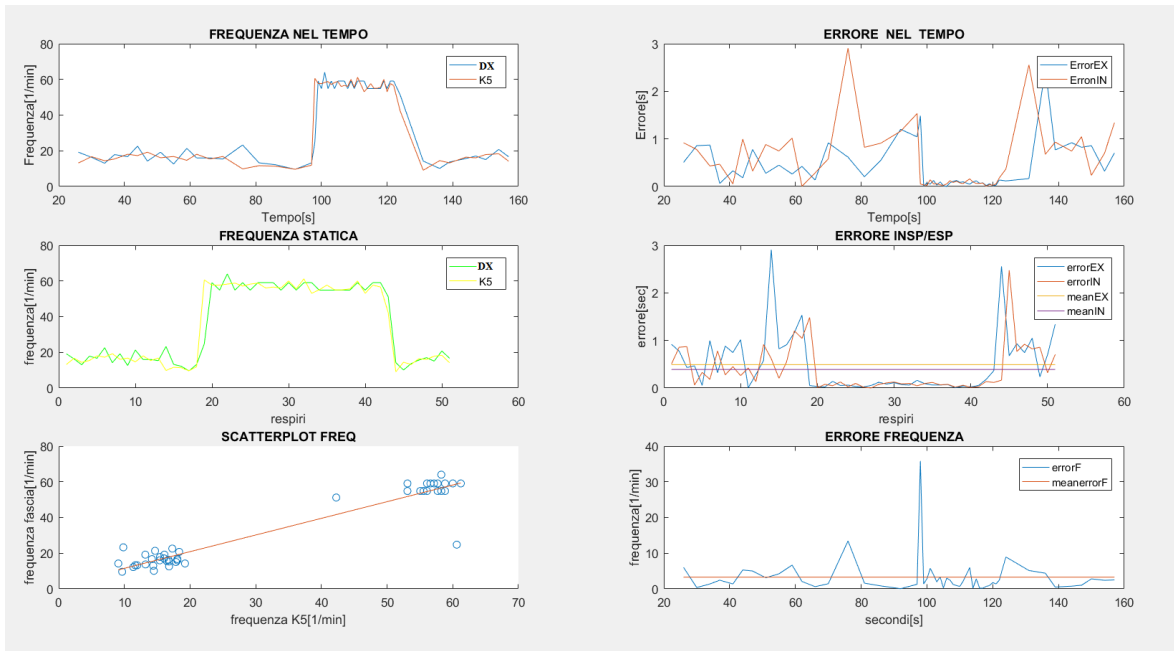 FREQUENZA NEL TEMPO
80
60
40
20
0
Frequenza[1/min]
20 40 60 80 100 120 140 160
Tempo[s]
DX
K5
ERRORE NEL TEMPO
3
2
1
0
Errore[s]
20 40 60 80 100 120 140 160
Tempo[s]
ErrorEX
ErrorIN
FREQUENZA STATICA
80
60
40
20
0
frequenza[1/min]
0 10 20 30 40 50 60
respiri
DX
K5
ERRORE INSP/ESP
3
2
1
0
errore[sec]
0 10 20 30 40 50 60
respiri
errorEX
errorIN
meanEX
meanIN
SCATTERPLOT FREQ
80
60
40
20
0
frequenza fascia[1/min]
0 10 20 30 40 50 60 70
frequenza K5[1/min]
ERRORE FREQUENZA
40
30
20
10
0
frequenza[1/min]
20 40 60 80 100 120 140 160
secondi[s]
errorF
meanerrorF